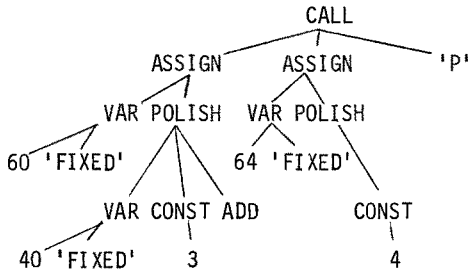 CALL
ASSIGN ASSIGN 'P'
VAR POLISH VAR POLISH
60 'FIXED' 64 'FIXED'
VAR CONST ADD CONST
40 'FIXED' 3 4